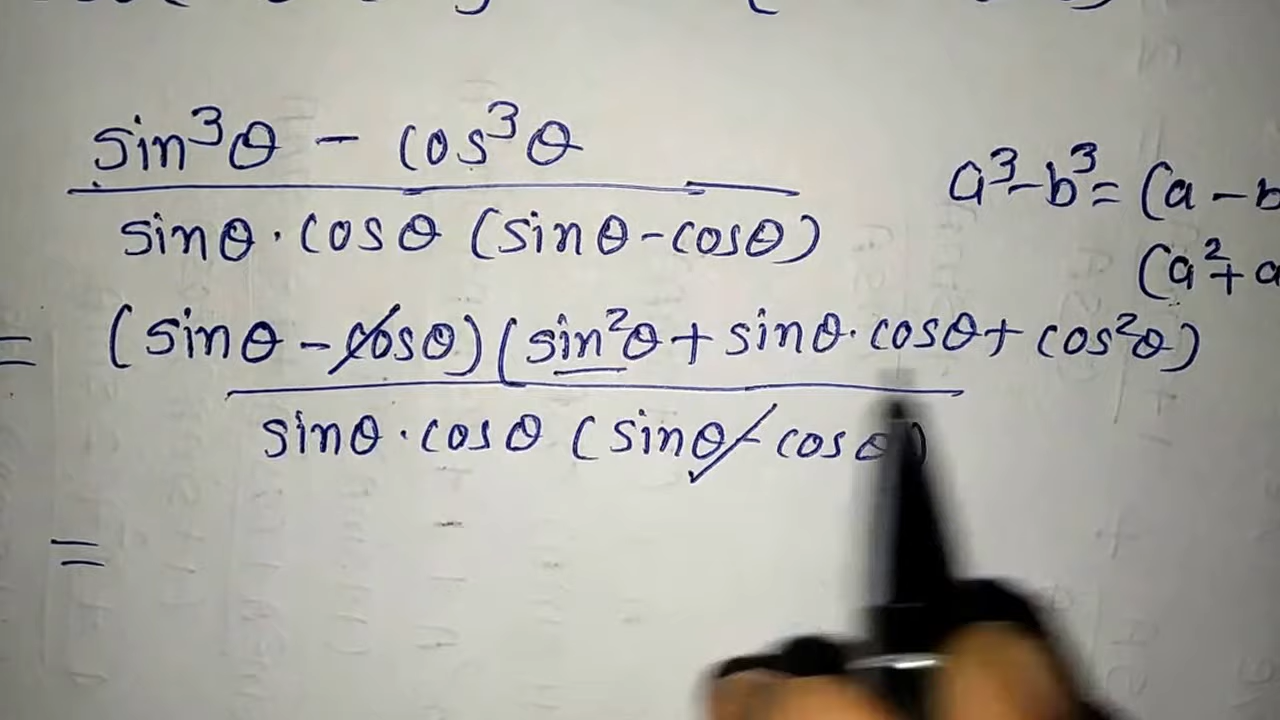 sin³θ - cos³θ
sinθ · cosθ (sinθ - cosθ)
a³-b³= (a - b
(a²+ a
= (sinθ - cosθ) (sin²θ + sinθ · cosθ + cos²θ)
sinθ · cosθ (sinθ - cosθ)
=